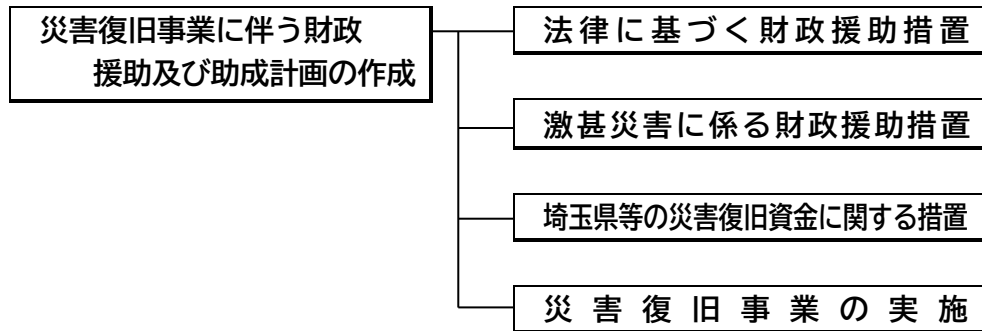 災害復旧事業に伴う財政
援助及び助成計画の作成
法律に基づく財政援助措置
激甚災害に係る財政援助措置
埼玉県等の災害復旧資金に関する措置
災害復旧事業の実施